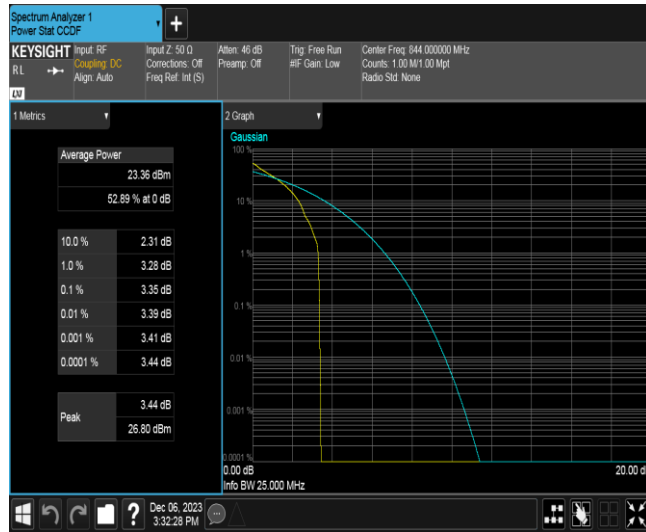 Spectrum Analyzer 1
Power Stat CCDF
+
KEYSIGHT
RL
LXI
Input: RF
Coupling: DC
Align: Auto
Input Z: 50 Ω
Corrections: Off
Freq Ref: Int (S)
Atten: 46 dB
Preamp: Off
Trig: Free Run
#IF Gain: Low
Center Freq: 844.000000 MHz
Counts: 1.00 M/1.00 Mpt
Radio Std: None
1 Metrics
Average Power
23.36 dBm
52.89 % at 0 dB
10.0 % 2.31 dB
1.0 % 3.28 dB
0.1 % 3.35 dB
0.01 % 3.39 dB
0.001 % 3.41 dB
0.0001 % 3.44 dB
Peak
3.44 dB
26.80 dBm
2 Graph
Gaussian
100 %
10 %
1 %
0.1 %
0.01 %
0.001 %
0.0001 %
0.00 dB
20.00 d
Info BW 25.000 MHz
?
Dec 06, 2023
3:32:28 PM